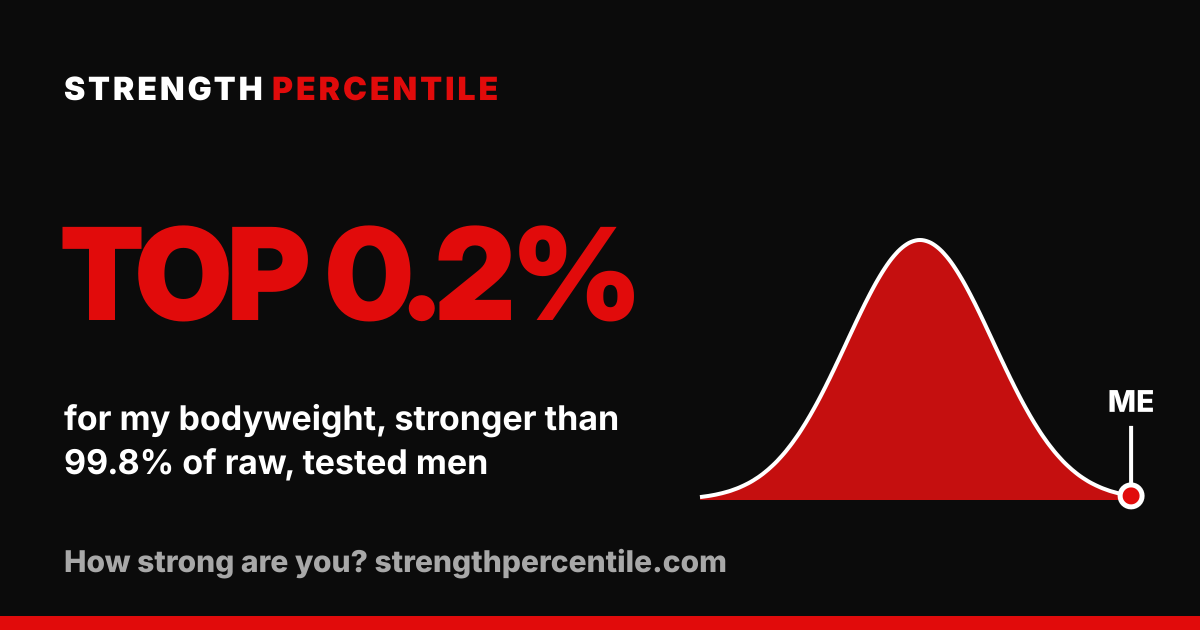 STRENGTH PERCENTILE
TOP 0.2%
for my bodyweight, stronger than
99.8% of raw, tested men
ME
How strong are you? strengthpercentile.com